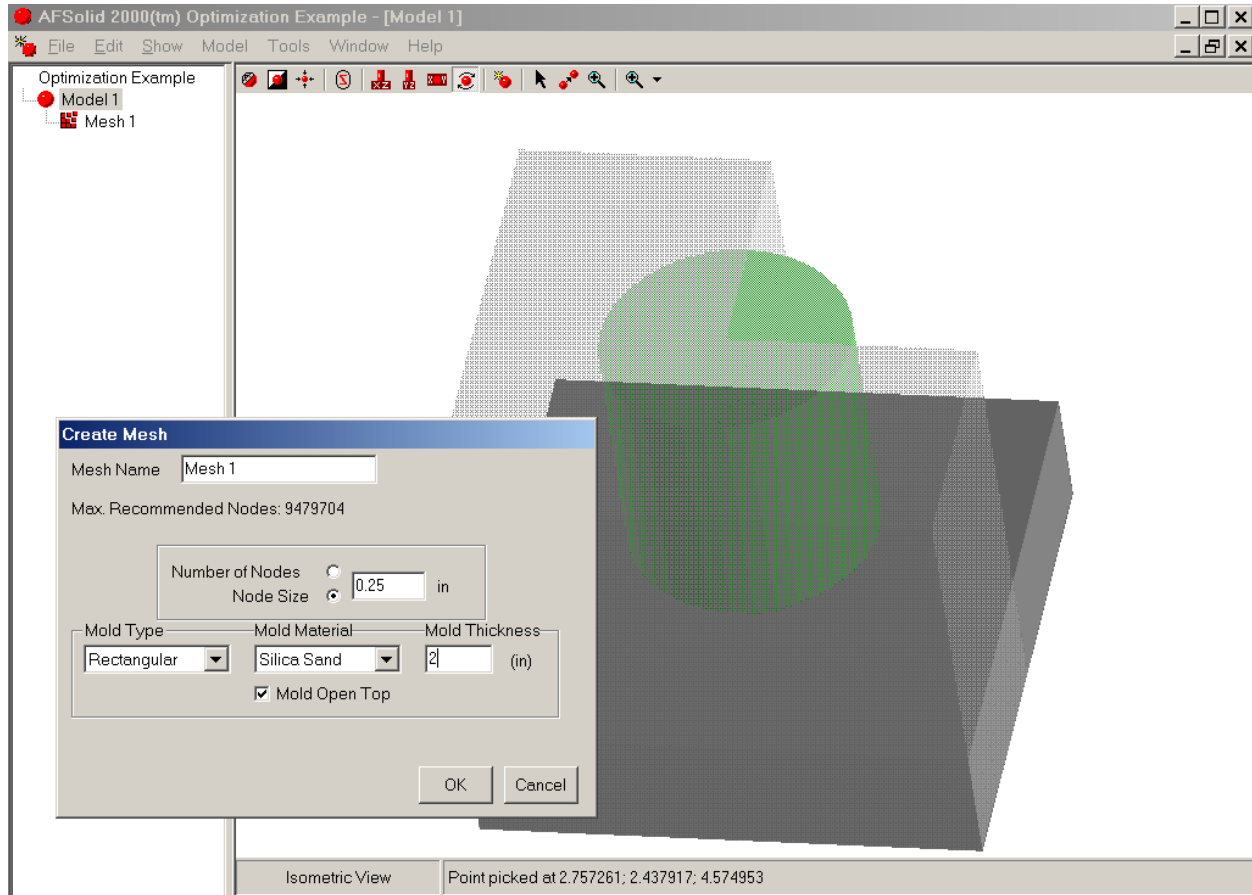 AFSolid 2000(tm) Optimization Example - [Model 1]
File Edit Show Model Tools Window Help
Optimization Example
Model 1
Mesh 1
XZ YZ XY
Create Mesh
Mesh Name Mesh 1
Max. Recommended Nodes: 9479704
Number of Nodes
Node Size 0.25 in
Mold Type Mold Material Mold Thickness
Rectangular Silica Sand 2 (in)
Mold Open Top
OK Cancel
Isometric View Point picked at 2.757261; 2.437917; 4.574953